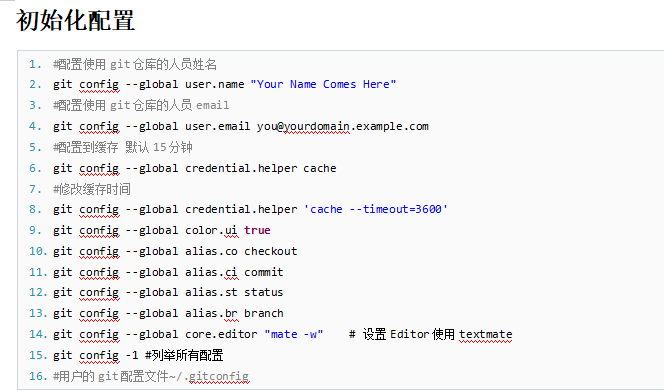 初始化配置
1. #配置使用 git 仓库的人员姓名
2. git config --global user.name "Your Name Comes Here"
3. #配置使用 git 仓库的人员 email
4. git config --global user.email you@yourdomain.example.com
5. #配置到缓存 默认 15 分钟
6. git config --global credential.helper cache
7. #修改缓存时间
8. git config --global credential.helper 'cache --timeout=3600'
9. git config --global color.ui true
10. git config --global alias.co checkout
11. git config --global alias.ci commit
12. git config --global alias.st status
13. git config --global alias.br branch
14. git config --global core.editor "mate -w" # 设置 Editor 使用 textmate
15. git config -1 #列举所有配置
16. #用户的 git 配置文件~/.gitconfig